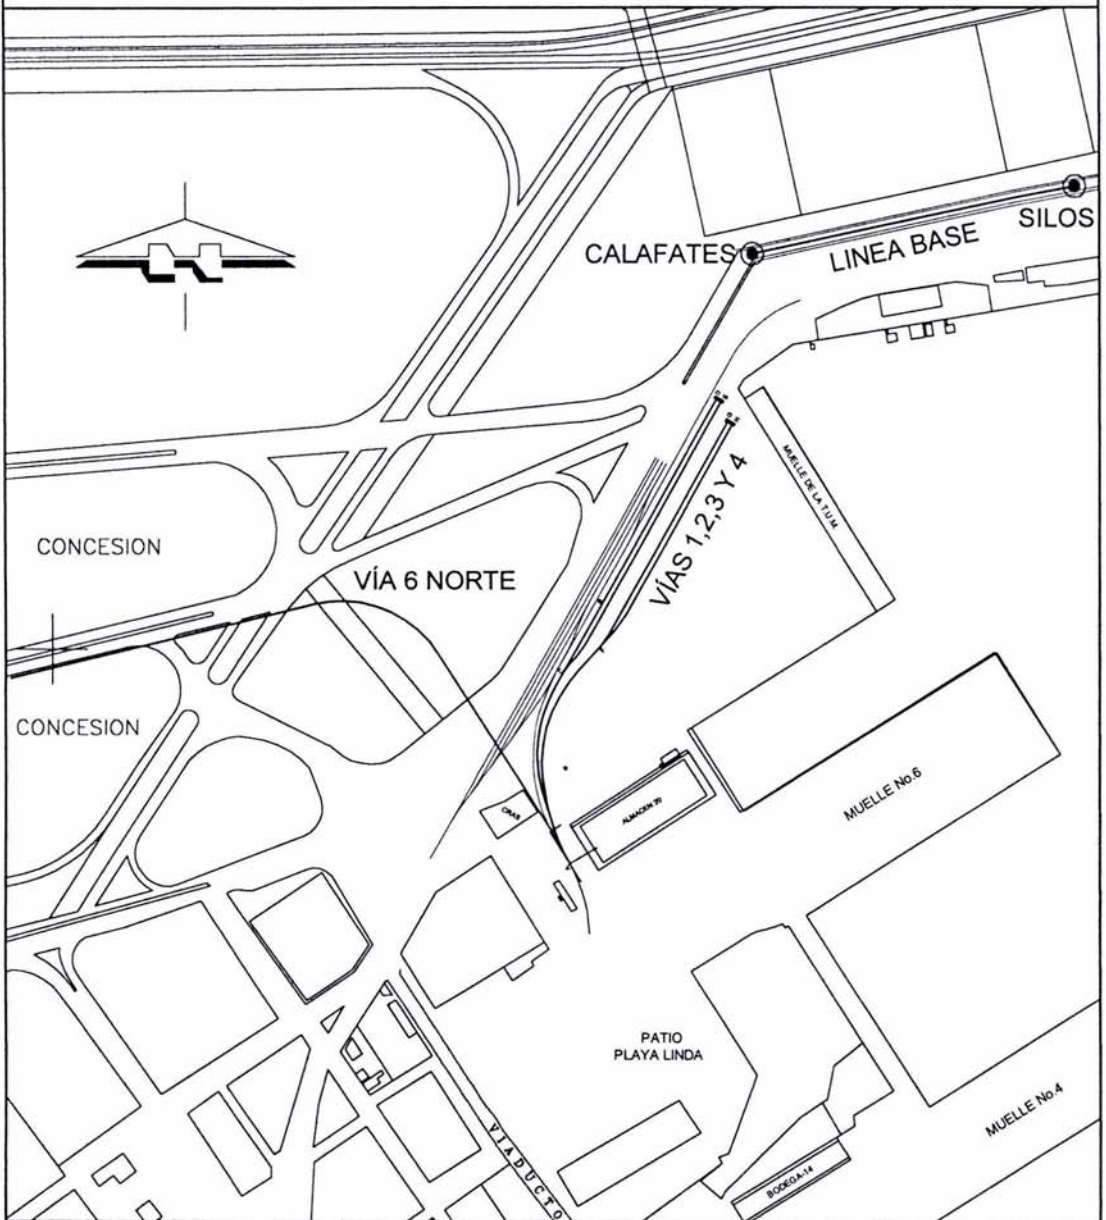 SILOS
CALAFATES
LINEA BASE
MUELLE DE LA T.U.M.
VÍAS 1,2,3 Y 4
CONCESION
VÍA 6 NORTE
CONCESION
MUELLE No.6
ALMACEN 20
PATIO
PLAYA LINDA
MUELLE No.4
VIADUCTO
BODEGA-14